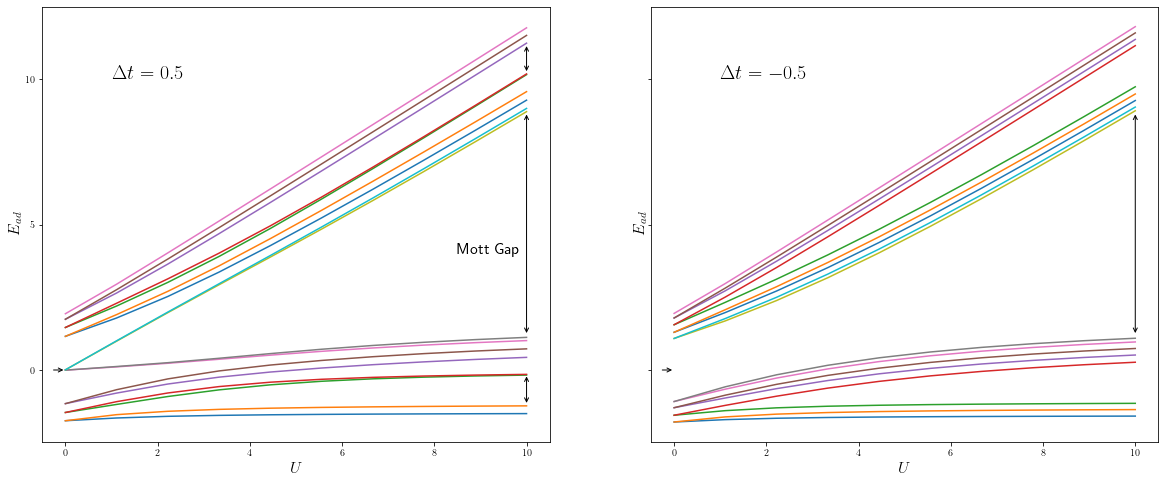 Δt = 0.5
Mott Gap
E_ad
10
5
0
0 2 4 6 8 10
U
Δt = −0.5
E_ad
0 2 4 6 8 10
U